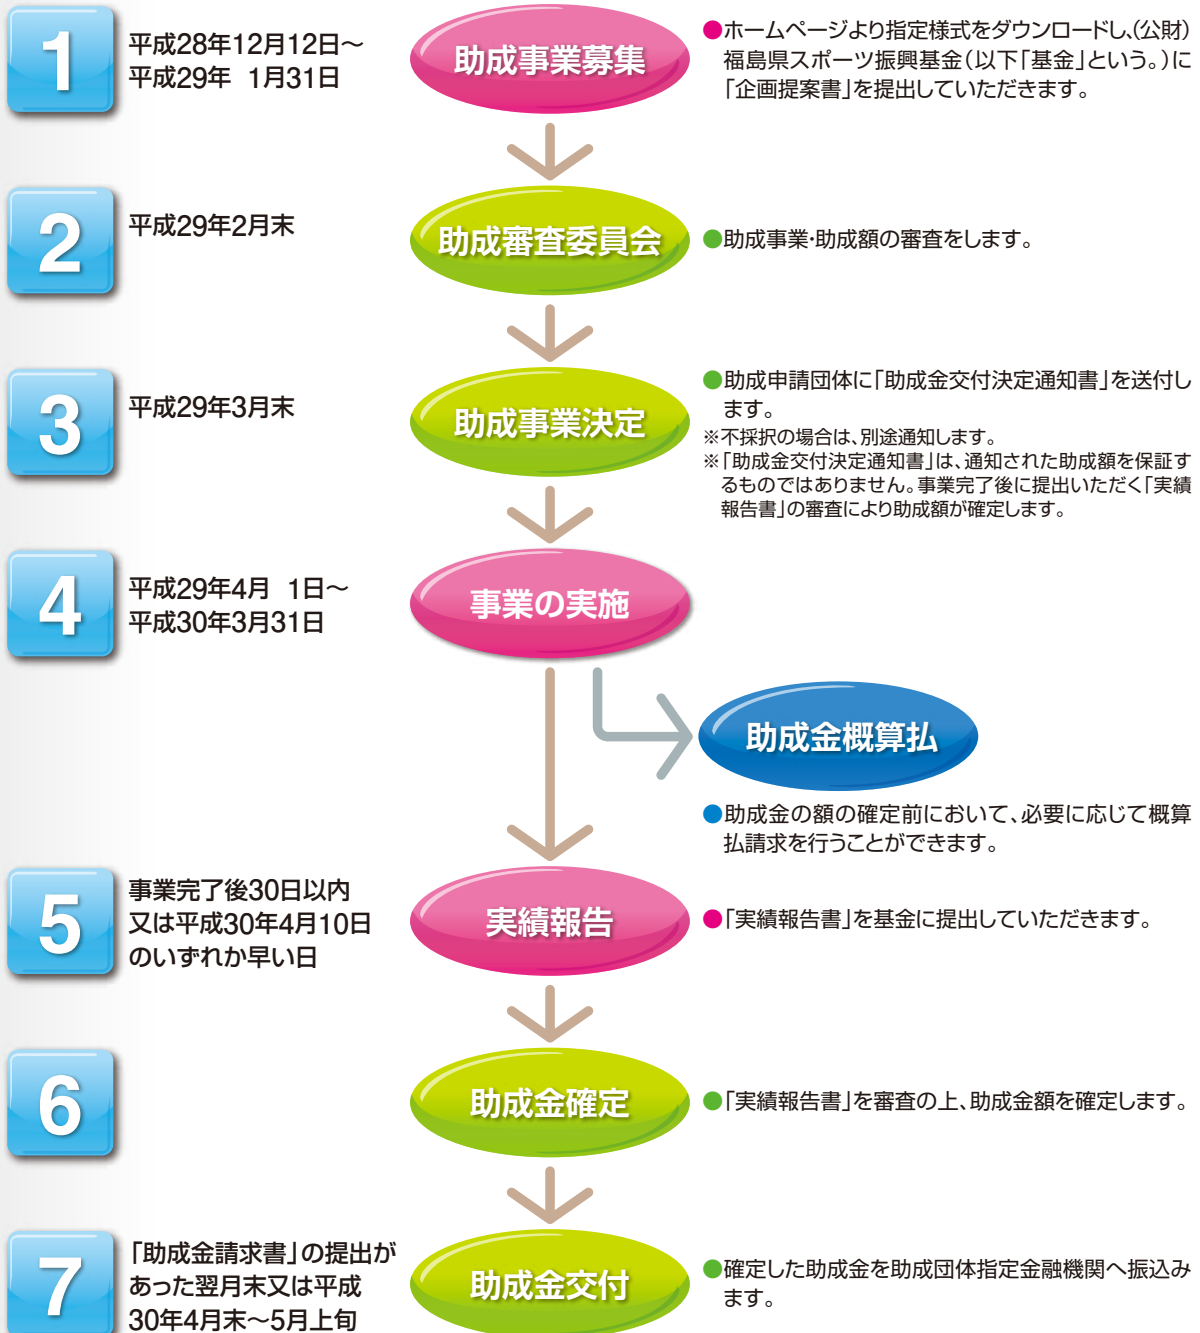 1
平成28年12月12日～
平成29年 1月31日
助成事業募集
●ホームページより指定様式をダウンロードし、(公財)
福島県スポーツ振興基金(以下「基金」という。)に
「企画提案書」を提出していただきます。
2
平成29年2月末
助成審査委員会
●助成事業・助成額の審査をします。
3
平成29年3月末
助成事業決定
●助成申請団体に「助成金交付決定通知書」を送付し
ます。
※不採択の場合は、別途通知します。
※「助成金交付決定通知書」は、通知された助成額を保証す
るものではありません。事業完了後に提出いただく「実績
報告書」の審査により助成額が確定します。
4
平成29年4月 1日～
平成30年3月31日
事業の実施
助成金概算払
●助成金の額の確定前において、必要に応じて概算
払請求を行うことができます。
5
事業完了後30日以内
又は平成30年4月10日
のいずれか早い日
実績報告
●「実績報告書」を基金に提出していただきます。
6
助成金確定
●「実績報告書」を審査の上、助成金額を確定します。
7
「助成金請求書」の提出が
あった翌月末又は平成
30年4月末～5月上旬
助成金交付
●確定した助成金を助成団体指定金融機関へ振込み
ます。